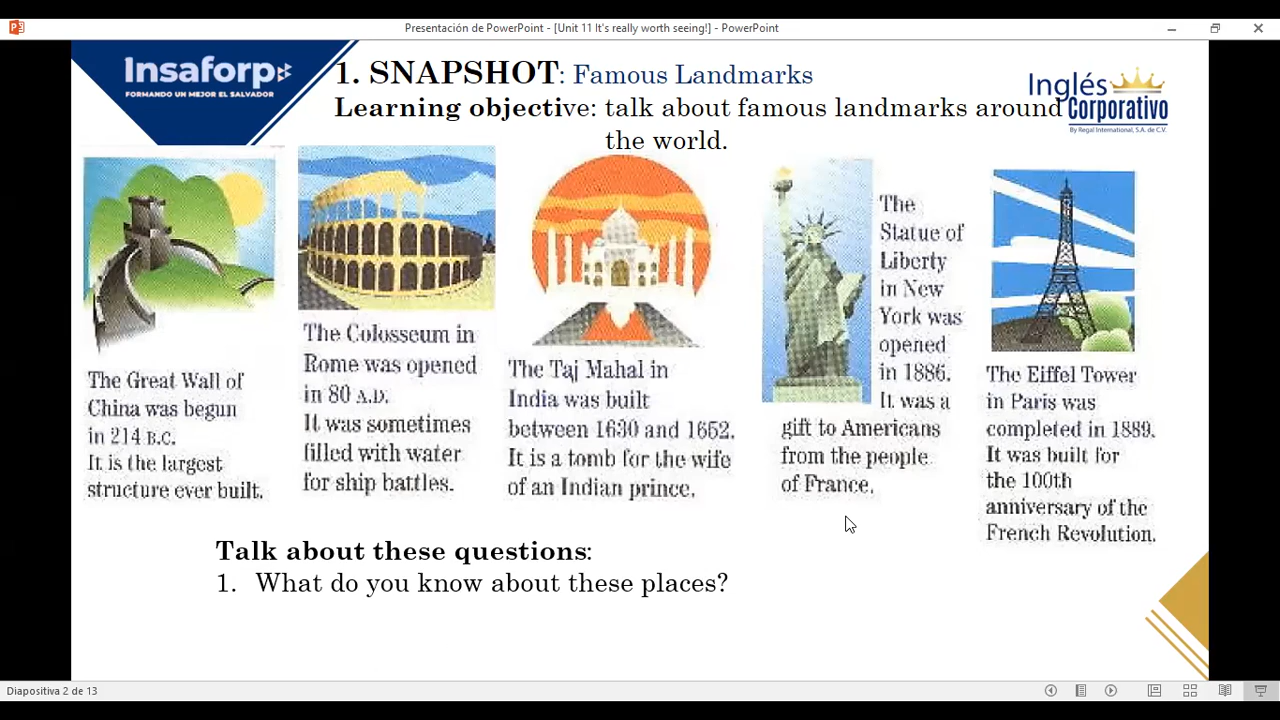 Presentación de PowerPoint - [Unit 11 It's really worth seeing!] - PowerPoint
Insaforp
FORMANDO UN MEJOR EL SALVADOR
1. SNAPSHOT: Famous Landmarks
Learning objective: talk about famous landmarks around
the world.
Inglés
Corporativo
By Regal International, S.A. de C.V.
The Great Wall of
China was begun
in 214 B.C.
It is the largest
structure ever built.
The Colosseum in
Rome was opened
in 80 A.D.
It was sometimes
filled with water
for ship battles.
The Taj Mahal in
India was built
between 1630 and 1652.
It is a tomb for the wife
of an Indian prince.
The
Statue of
Liberty
in New
York was
opened
in 1886.
It was a
gift to Americans
from the people
of France.
The Eiffel Tower
in Paris was
completed in 1889.
It was built for
the 100th
anniversary of the
French Revolution.
Talk about these questions:
1. What do you know about these places?
Diapositiva 2 de 13